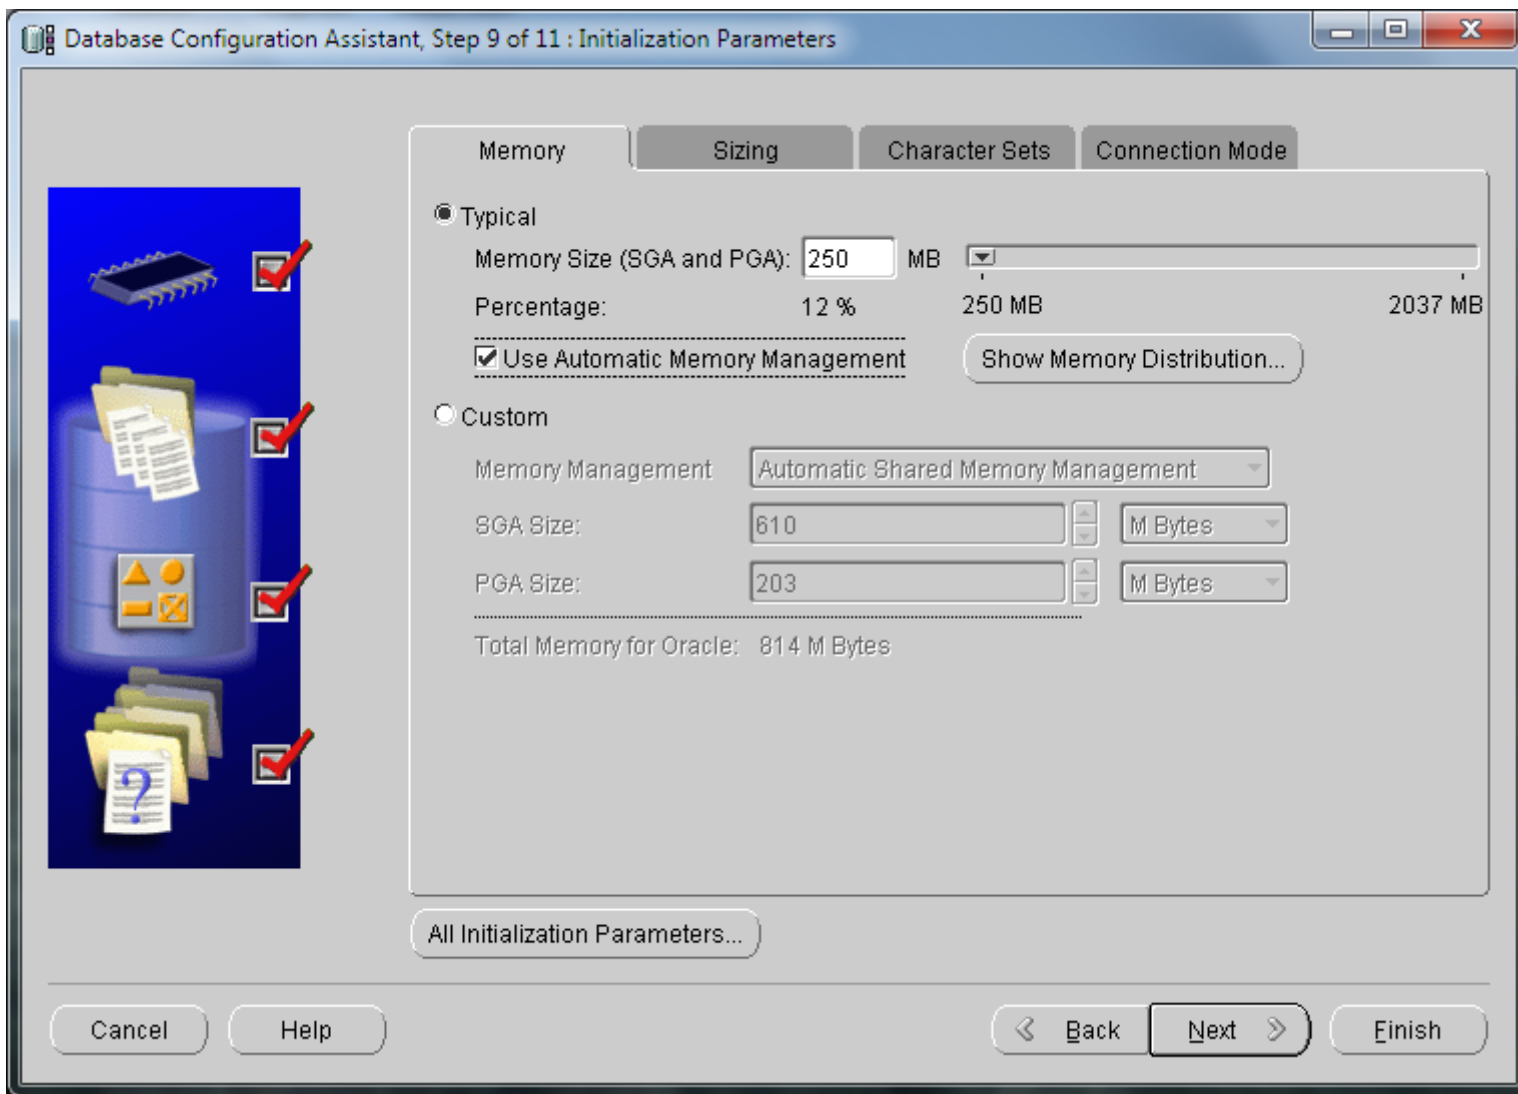 Database Configuration Assistant, Step 9 of 11 : Initialization Parameters
Memory Sizing Character Sets Connection Mode
Typical
Memory Size (SGA and PGA): 250 MB
Percentage: 12 % 250 MB 2037 MB
Use Automatic Memory Management Show Memory Distribution...
Custom
Memory Management Automatic Shared Memory Management
SGA Size: 610 M Bytes
PGA Size: 203 M Bytes
Total Memory for Oracle: 814 M Bytes
?
All Initialization Parameters...
Cancel Help Back Next Finish